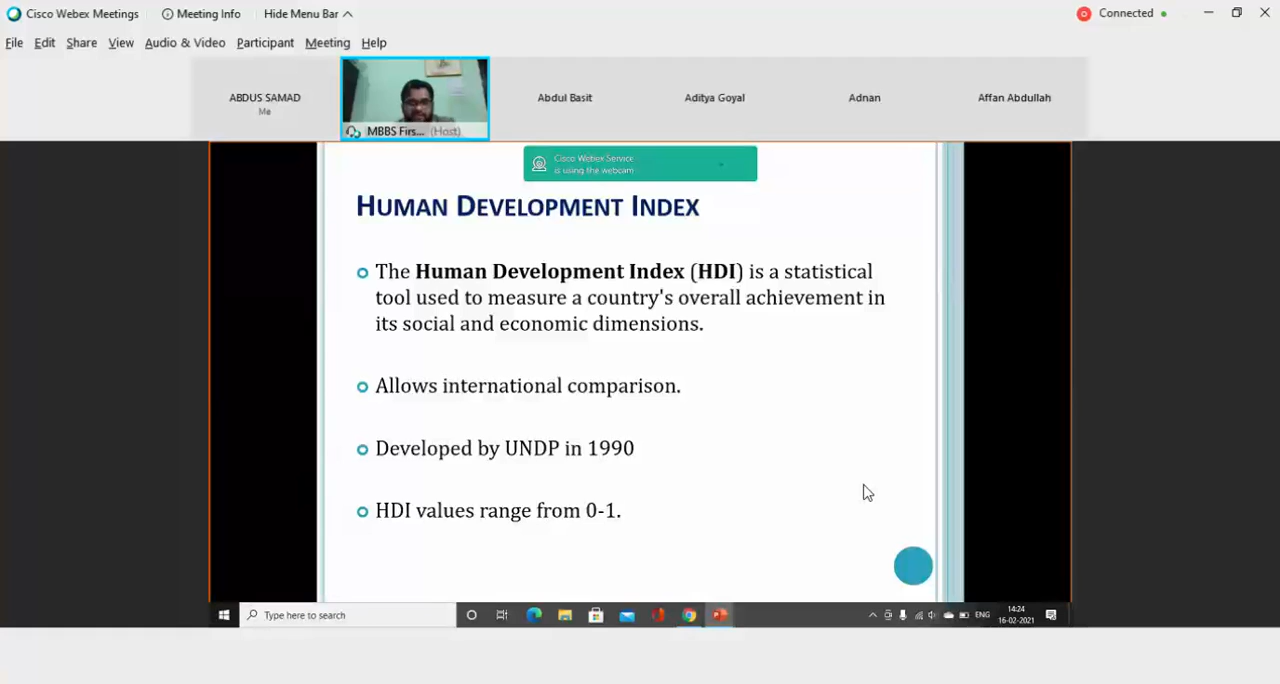 Cisco Webex Meetings Meeting Info Hide Menu Bar Connected
File Edit Share View Audio & Video Participant Meeting Help
ABDUS SAMAD
Me
MBBS Firs... (Host)
Abdul Basit
Aditya Goyal
Adnan
Affan Abdullah
Cisco Webex Service
is using the webcam
HUMAN DEVELOPMENT INDEX
The Human Development Index (HDI) is a statistical
tool used to measure a country's overall achievement in
its social and economic dimensions.
Allows international comparison.
Developed by UNDP in 1990
HDI values range from 0-1.
Type here to search
ENG
14:24
16-02-2021